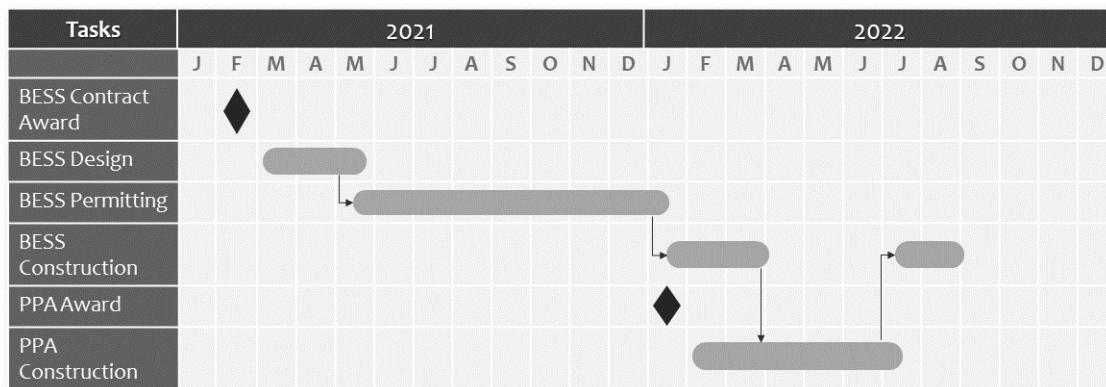 Tasks 2021 2022
J F M A M J J A S O N D J F M A M J J A S O N D
BESS Contract
Award
BESS Design
BESS Permitting
BESS
Construction
PPA Award
PPA
Construction